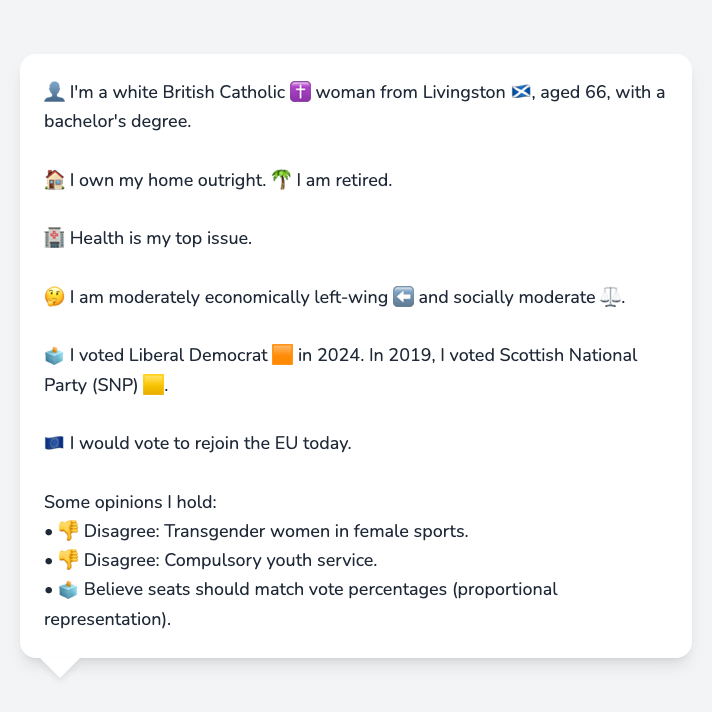 👤 I'm a white British Catholic ✝️ woman from Livingston 🏴󠁧󠁢󠁳󠁣󠁴󠁿, aged 66, with a
bachelor's degree.
🏠 I own my home outright. 🌴 I am retired.
🏥 Health is my top issue.
🤔 I am moderately economically left-wing ⬅️ and socially moderate ⚖️.
🗳️ I voted Liberal Democrat 🟧 in 2024. In 2019, I voted Scottish National
Party (SNP) 🟨.
🇪🇺 I would vote to rejoin the EU today.
Some opinions I hold:
• 👎 Disagree: Transgender women in female sports.
• 👎 Disagree: Compulsory youth service.
• 🗳️ Believe seats should match vote percentages (proportional
representation).